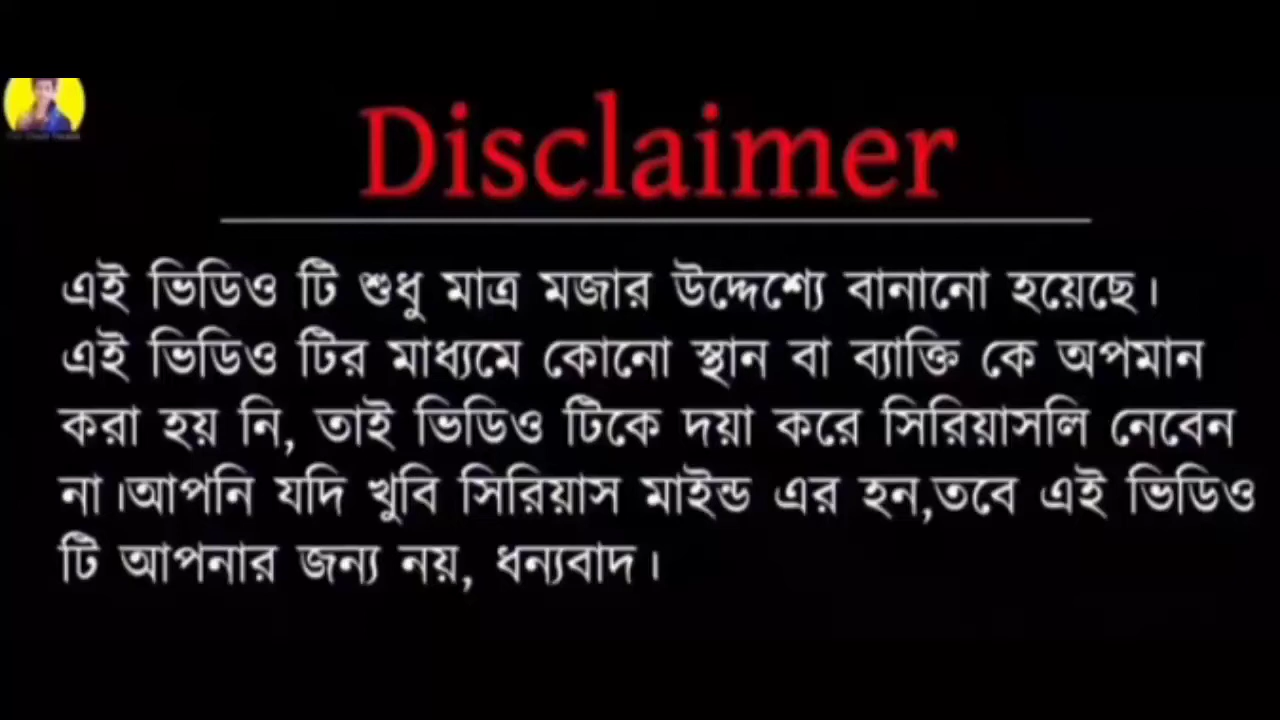 Disclaimer
এই ভিডিও টি শুধু মাত্র মজার উদ্দেশ্যে বানানো হয়েছে।
এই ভিডিও টির মাধ্যমে কোনো স্থান বা ব্যাক্তি কে অপমান
করা হয় নি, তাই ভিডিও টিকে দয়া করে সিরিয়াসলি নেবেন
না।আপনি যদি খুবি সিরিয়াস মাইন্ড এর হন,তবে এই ভিডিও
টি আপনার জন্য নয়, ধন্যবাদ।